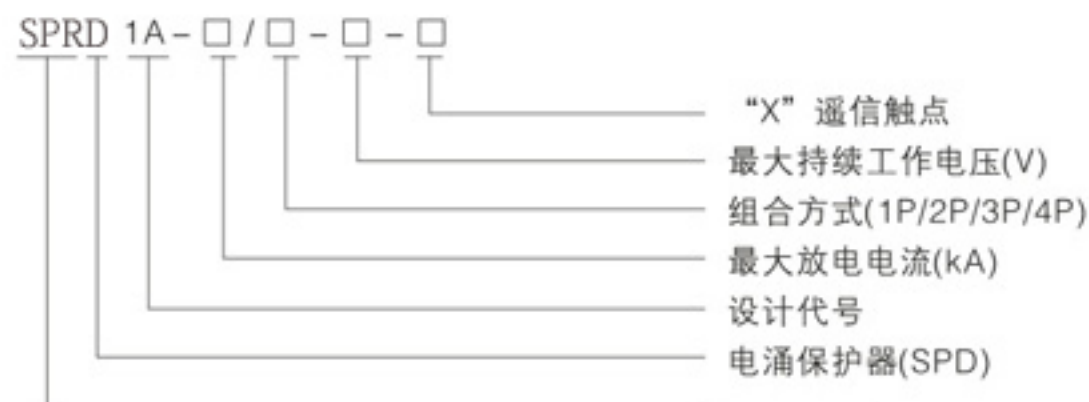 SPRD 1A-□/□-□-□
“X”遥信触点
最大持续工作电压(V)
组合方式(1P/2P/3P/4P)
最大放电电流(kA)
设计代号
电涌保护器(SPD)